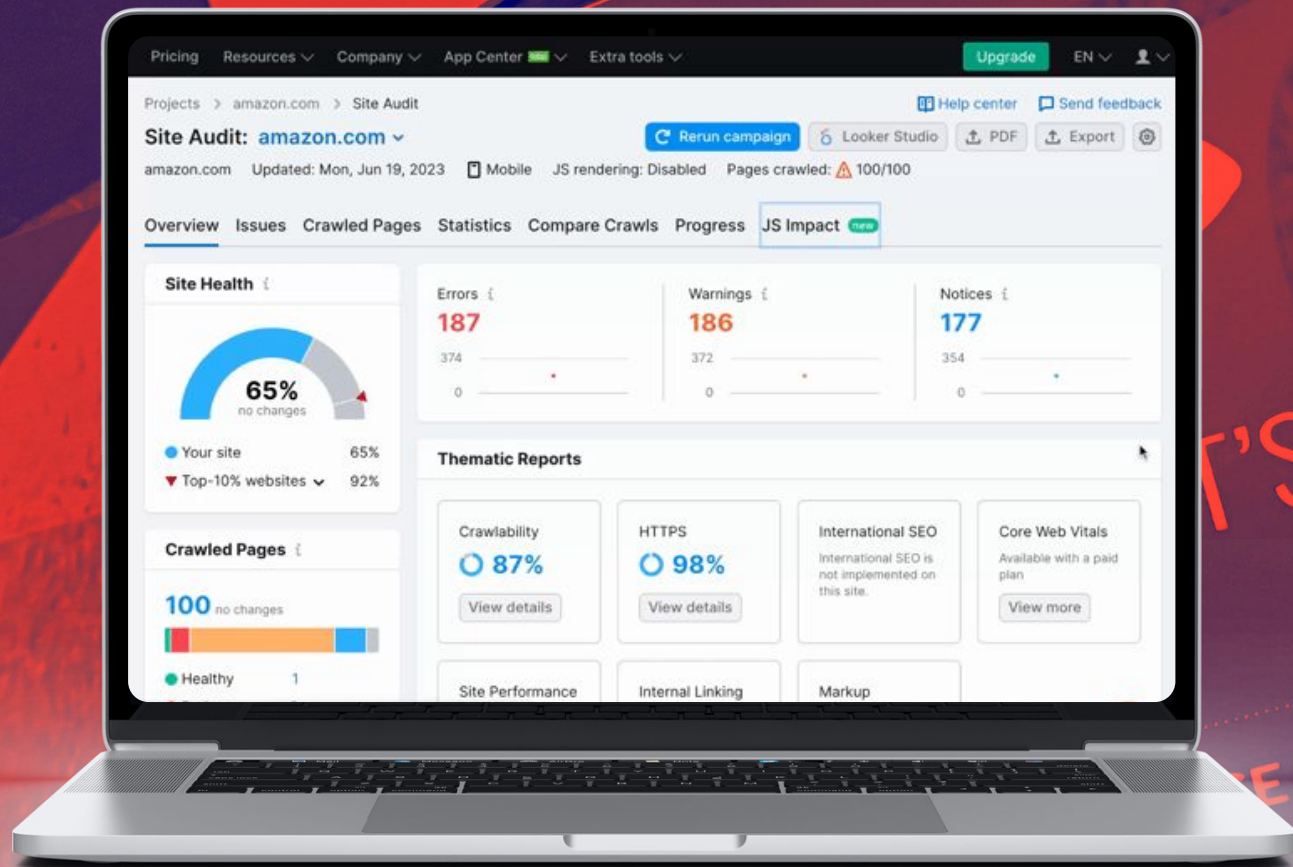 Pricing Resources Company App Center new Extra tools Upgrade EN
Projects > amazon.com > Site Audit Help center Send feedback
Site Audit: amazon.com Rerun campaign Looker Studio PDF Export
amazon.com Updated: Mon, Jun 19, 2023 Mobile JS rendering: Disabled Pages crawled: 100/100
Overview Issues Crawled Pages Statistics Compare Crawls Progress JS Impact new
Site Health i
65%
no changes
Your site 65%
Top-10% websites 92%
Errors i Warnings i Notices i
187 186 177
374 372 354
0 0 0
Thematic Reports
Crawlability
87%
View details
HTTPS
98%
View details
International SEO
International SEO is
not implemented on
this site.
Core Web Vitals
Available with a paid
plan
View more
Crawled Pages i
100 no changes
Healthy 1
Site Performance Internal Linking Markup
T'S